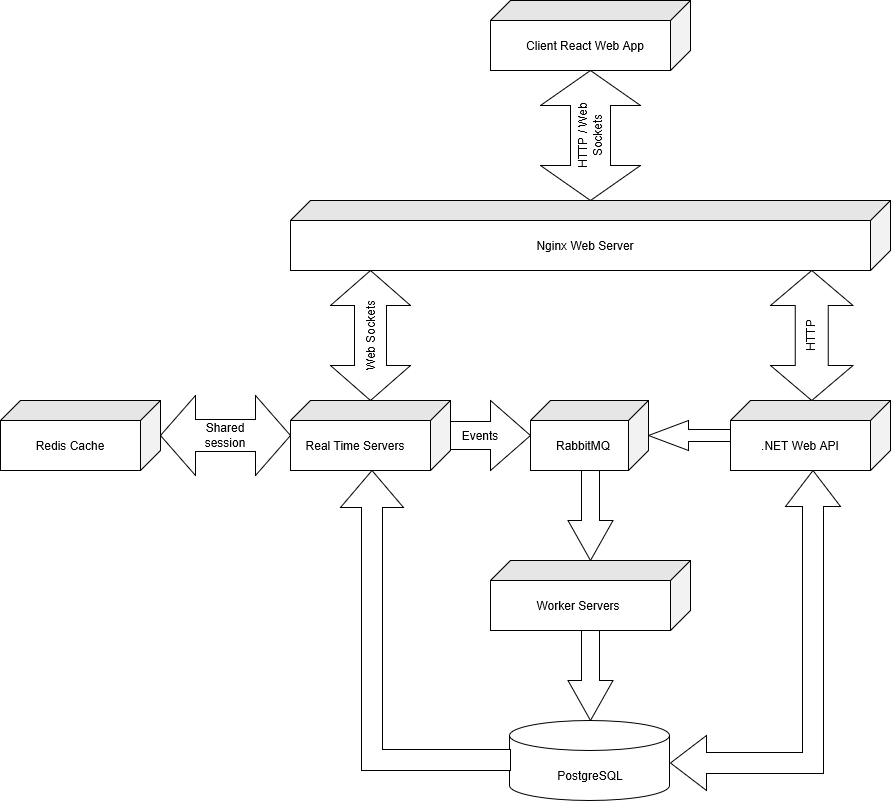 Client React Web App
HTTP / Web
Sockets
Nginx Web Server
Web Sockets
HTTP
Redis Cache
Shared
session
Real Time Servers
Events
RabbitMQ
.NET Web API
Worker Servers
PostgreSQL